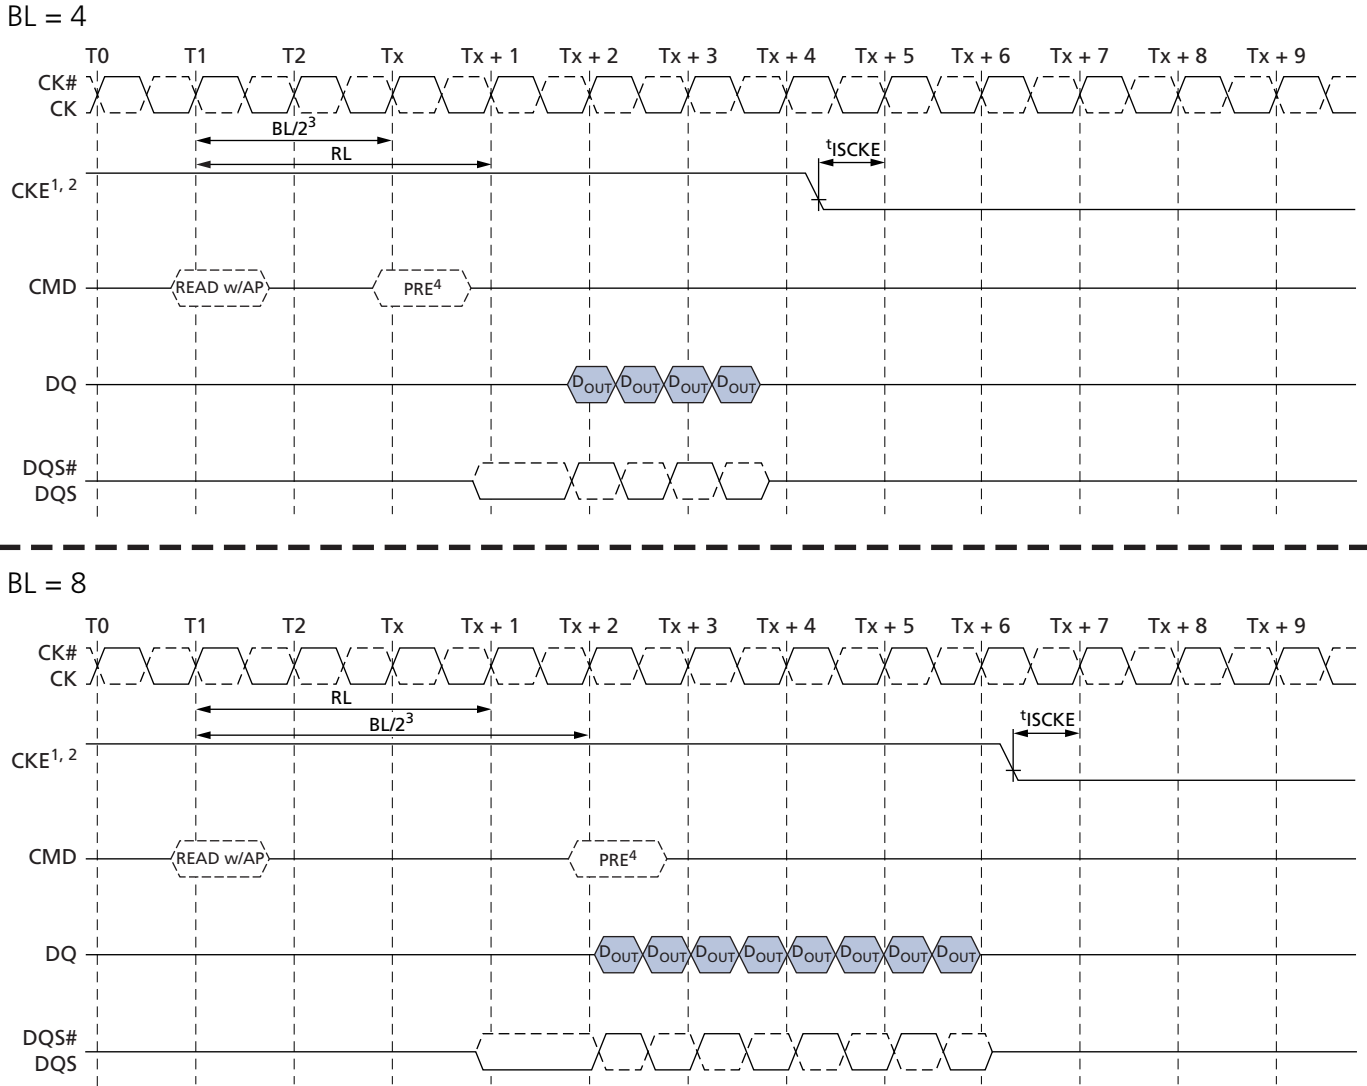 BL = 4
T0 T1 T2 Tx Tx + 1 Tx + 2 Tx + 3 Tx + 4 Tx + 5 Tx + 6 Tx + 7 Tx + 8 Tx + 9
CK#
CK
BL/2³
RL
ᵗISCKE
CKE¹, ²
CMD READ w/AP PRE⁴
DQ DOUT DOUT DOUT DOUT
DQS#
DQS
BL = 8
T0 T1 T2 Tx Tx + 1 Tx + 2 Tx + 3 Tx + 4 Tx + 5 Tx + 6 Tx + 7 Tx + 8 Tx + 9
CK#
CK
RL
BL/2³
ᵗISCKE
CKE¹, ²
CMD READ w/AP PRE⁴
DQ DOUT DOUT DOUT DOUT DOUT DOUT DOUT DOUT
DQS#
DQS